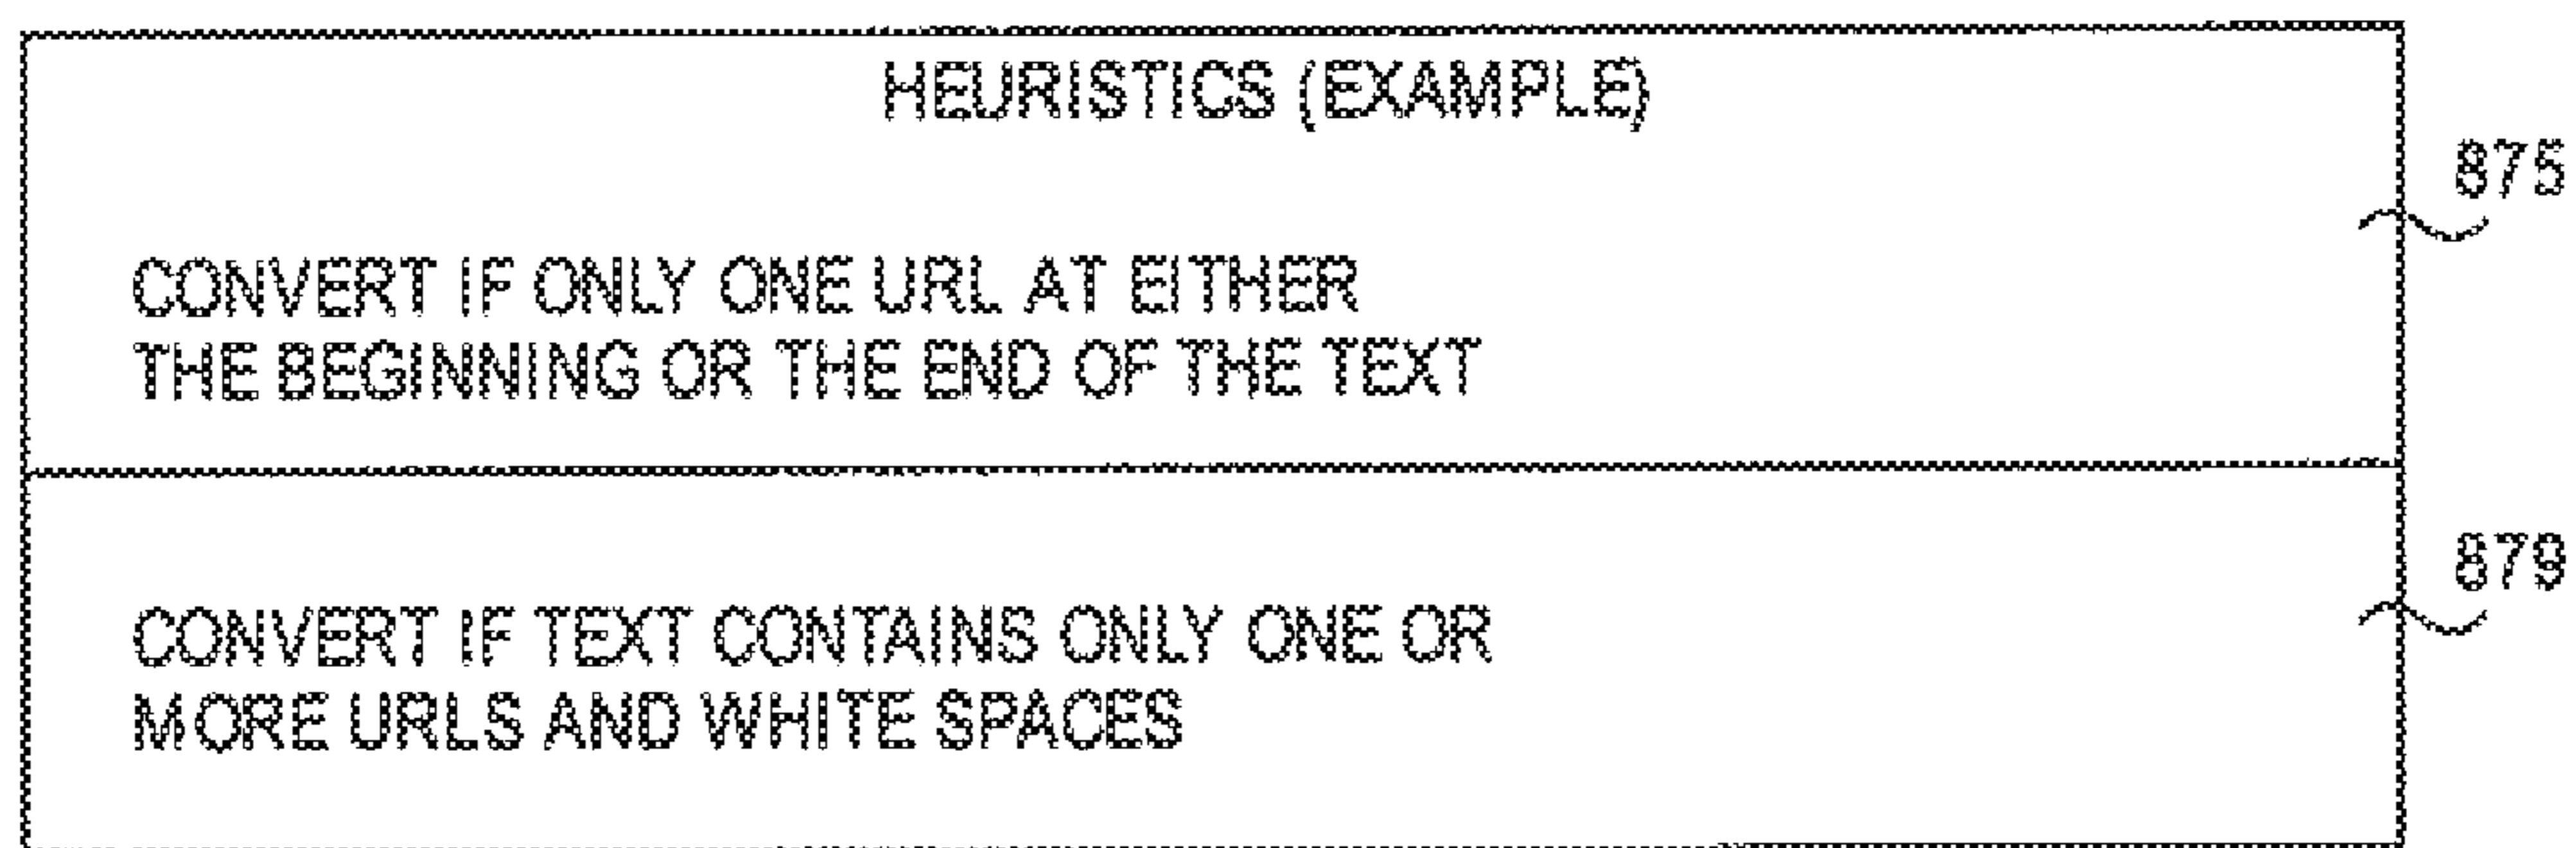 HEURISTICS (EXAMPLE)
875
CONVERT IF ONLY ONE URL AT EITHER
THE BEGINNING OR THE END OF THE TEXT
879
CONVERT IF TEXT CONTAINS ONLY ONE OR
MORE URLS AND WHITE SPACES